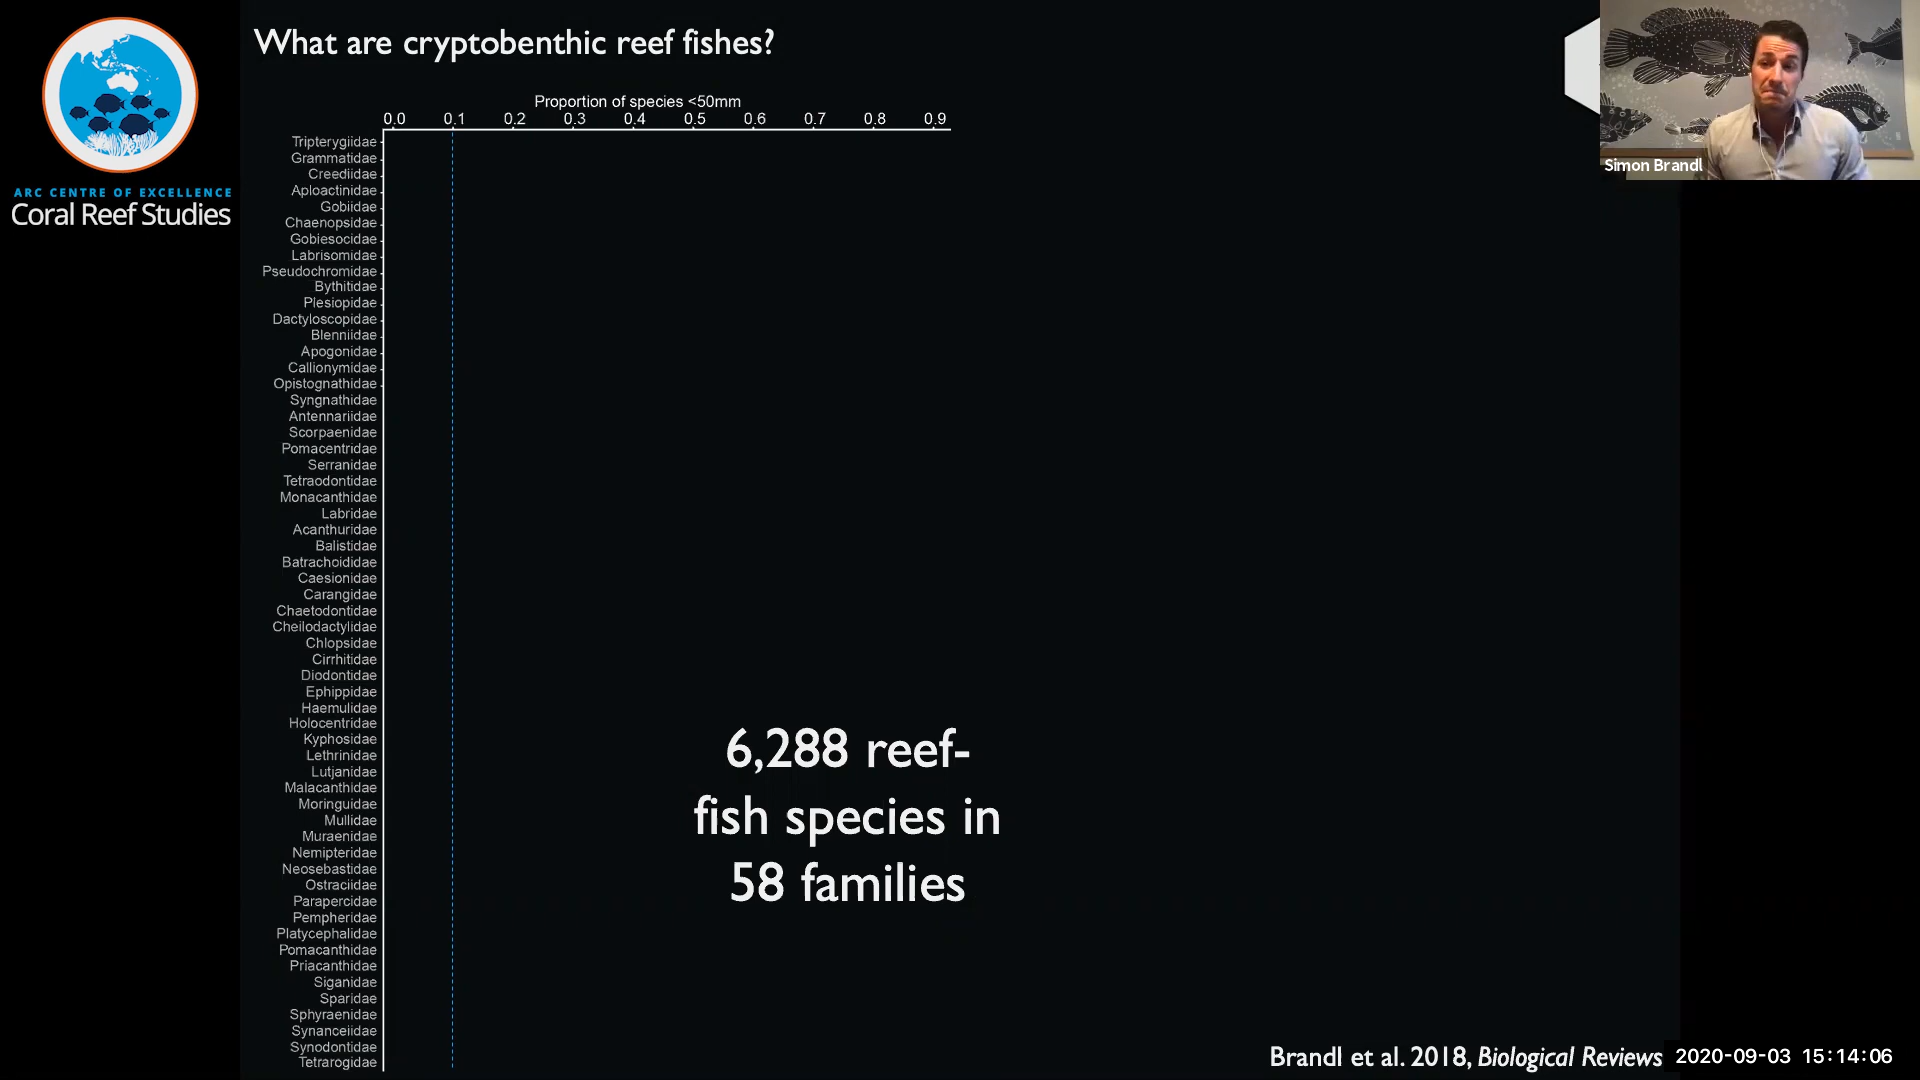 What are cryptobenthic reef fishes?
ARC CENTRE OF EXCELLENCE
Coral Reef Studies
Simon Brandl
Proportion of species <50mm
0.0 0.1 0.2 0.3 0.4 0.5 0.6 0.7 0.8 0.9
Tripterygiidae
Grammatidae
Creediidae
Aploactinidae
Gobiidae
Chaenopsidae
Gobiesocidae
Labrisomidae
Pseudochromidae
Bythitidae
Plesiopidae
Dactyloscopidae
Blenniidae
Apogonidae
Callionymidae
Opistognathidae
Syngnathidae
Antennariidae
Scorpaenidae
Pomacentridae
Serranidae
Tetraodontidae
Monacanthidae
Labridae
Acanthuridae
Balistidae
Batrachoididae
Caesionidae
Carangidae
Chaetodontidae
Cheilodactylidae
Chlopsidae
Cirrhitidae
Diodontidae
Ephippidae
Haemulidae
Holocentridae
Kyphosidae
Lethrinidae
Lutjanidae
Malacanthidae
Moringuidae
Mullidae
Muraenidae
Nemipteridae
Neosebastidae
Ostraciidae
Parapercidae
Pempheridae
Platycephalidae
Pomacanthidae
Priacanthidae
Siganidae
Sparidae
Sphyraenidae
Synanceiidae
Synodontidae
Tetrarogidae
6,288 reef-
fish species in
58 families
Brandl et al. 2018, Biological Reviews
2020-09-03 15:14:06